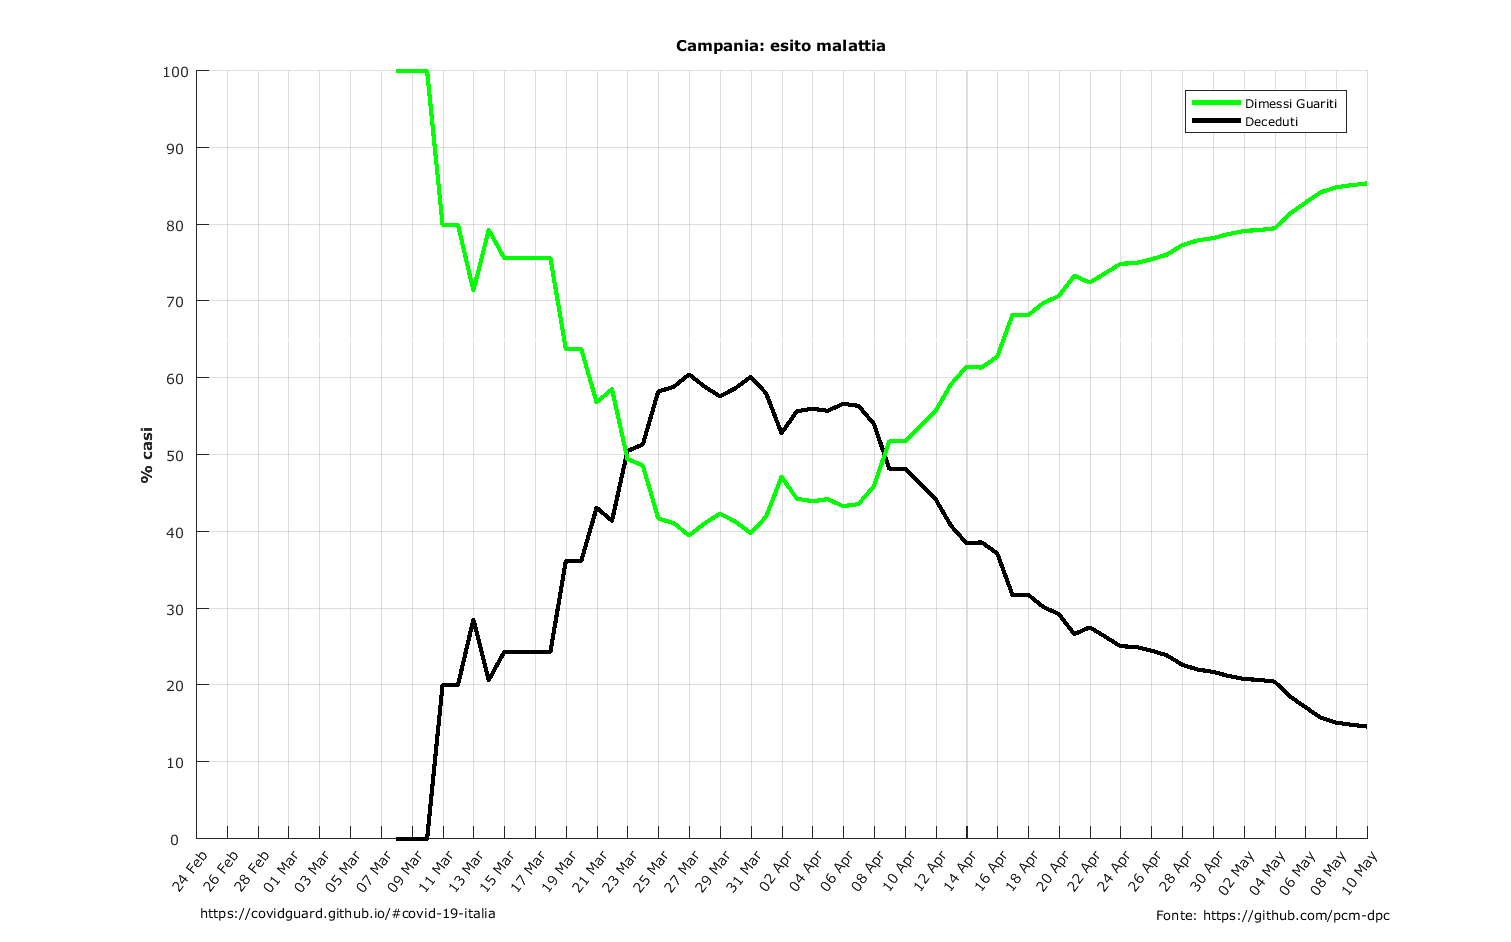 Campania: esito malattia
Dimessi Guariti
Deceduti
% casi
100
90
80
70
60
50
40
30
20
10
0
24 Feb
26 Feb
28 Feb
01 Mar
03 Mar
05 Mar
07 Mar
09 Mar
11 Mar
13 Mar
15 Mar
17 Mar
19 Mar
21 Mar
23 Mar
25 Mar
27 Mar
29 Mar
31 Mar
02 Apr
04 Apr
06 Apr
08 Apr
10 Apr
12 Apr
14 Apr
16 Apr
18 Apr
20 Apr
22 Apr
24 Apr
26 Apr
28 Apr
30 Apr
02 May
04 May
06 May
08 May
10 May
https://covidguard.github.io/#covid-19-italia
Fonte: https://github.com/pcm-dpc